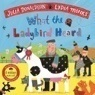 JULIA DONALDSON LYDIA MONKS
What the
Ladybird Heard